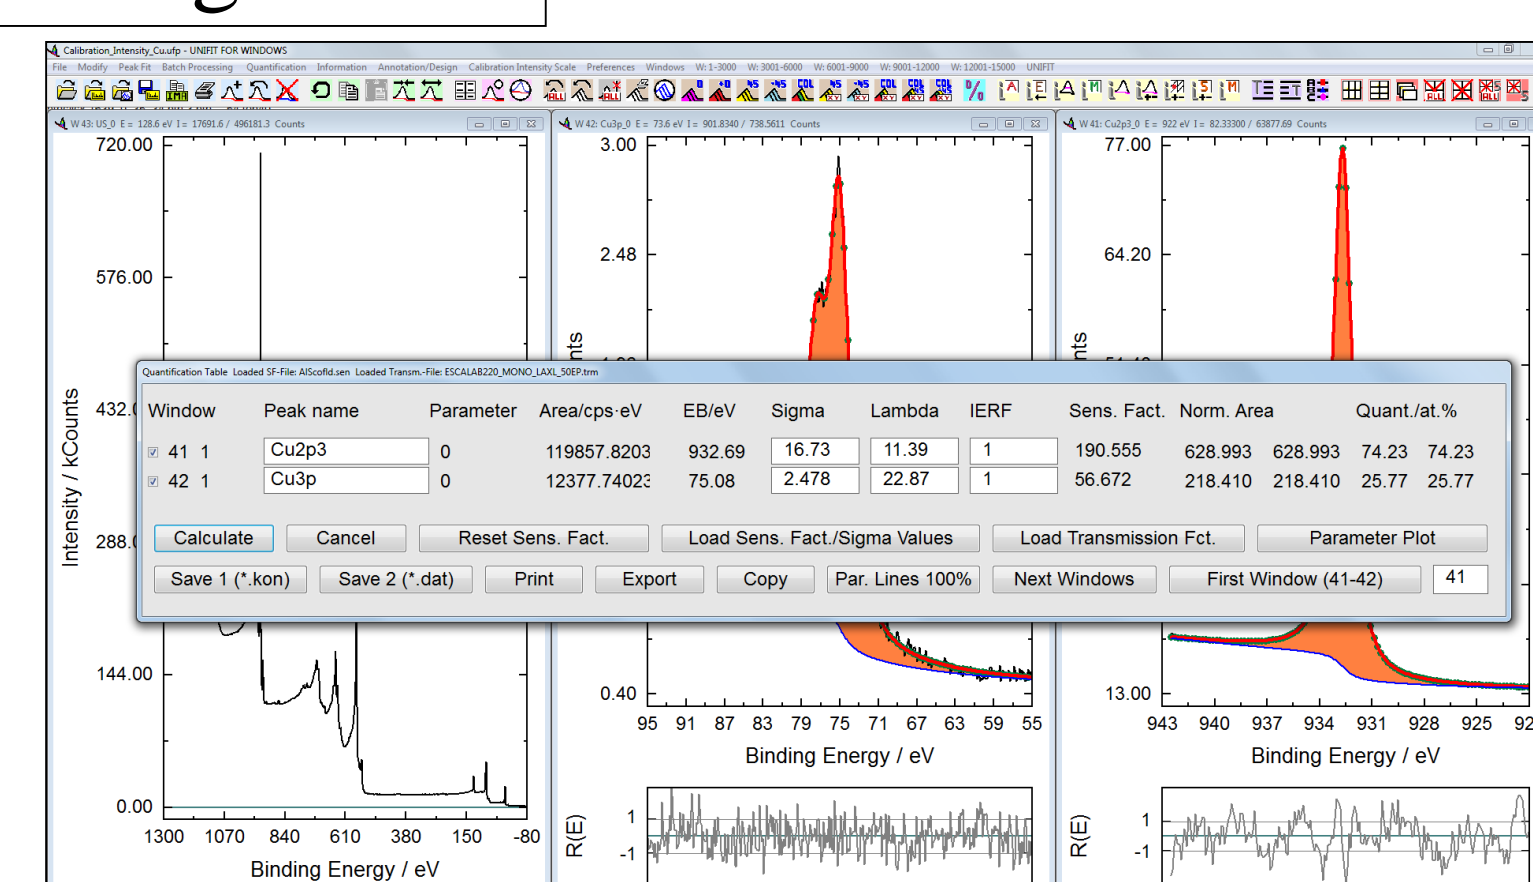 Calibration_Intensity_Cu.ufp - UNIFIT FOR WINDOWS
File Modify Peak Fit Batch Processing Quantification Information Annotation/Design Calibration Intensity Scale Preferences Windows W: 1-3000 W: 3001-6000 W: 6001-9000 W: 9001-12000 W: 12001-15000 UNIFIT
W 43: US_0 E = 128.6 eV I = 17691.6 / 496181.3 Counts
W 42: Cu3p_0 E = 73.6 eV I = 901.8340 / 738.5611 Counts
W 41: Cu2p3_0 E = 922 eV I = 82.33300 / 63877.69 Counts
720.00
576.00
432.0
288.0
144.00
0.00
Intensity / kCounts
1300 1070 840 610 380 150 -80
Binding Energy / eV
3.00
2.48
nts
0.40
95 91 87 83 79 75 71 67 63 59 55
Binding Energy / eV
R(E)
1
-1
77.00
64.20
nts
13.00
943 940 937 934 931 928 925 92
Binding Energy / eV
R(E)
1
-1
Quantification Table Loaded SF-File: AlScofld.sen Loaded Transm.-File: ESCALAB220_MONO_LAXL_50EP.trm
Window Peak name Parameter Area/cps·eV EB/eV Sigma Lambda IERF Sens. Fact. Norm. Area Quant./at.%
41 1 Cu2p3 0 119857.8203 932.69 16.73 11.39 1 190.555 628.993 628.993 74.23 74.23
42 1 Cu3p 0 12377.74023 75.08 2.478 22.87 1 56.672 218.410 218.410 25.77 25.77
Calculate Cancel Reset Sens. Fact. Load Sens. Fact./Sigma Values Load Transmission Fct. Parameter Plot
Save 1 (*.kon) Save 2 (*.dat) Print Export Copy Par. Lines 100% Next Windows First Window (41-42) 41